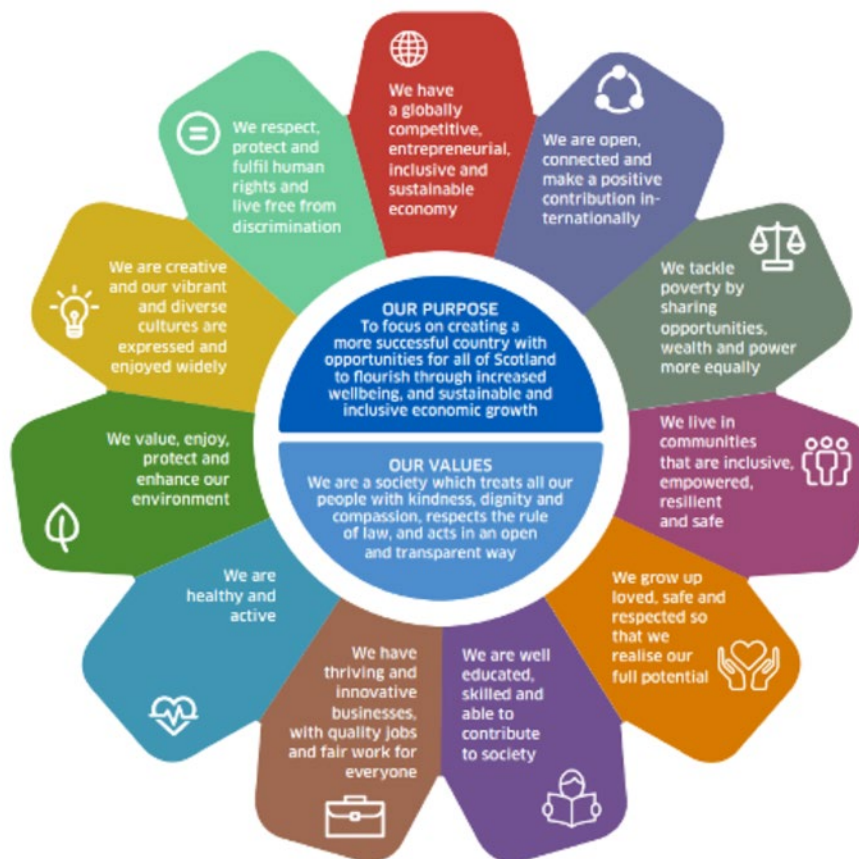 We have
a globally
competitive,
entrepreneurial,
inclusive and
sustainable
economy
We are open,
connected and
make a positive
contribution in-
ternationally
We tackle
poverty by
sharing
opportunities,
wealth and power
more equally
We live in
communities
that are inclusive,
empowered,
resilient
and safe
We grow up
loved, safe and
respected so
that we
realise our
full potential
We are well
educated,
skilled and
able to
contribute
to society
We have
thriving and
innovative
businesses,
with quality jobs
and fair work for
everyone
We are
healthy and
active
We value, enjoy,
protect and
enhance our
environment
We are creative
and our vibrant
and diverse
cultures are
expressed and
enjoyed widely
We respect,
protect and
fulfil human
rights and
live free from
discrimination
OUR PURPOSE
To focus on creating a
more successful country with
opportunities for all of Scotland
to flourish through increased
wellbeing, and sustainable and
inclusive economic growth
OUR VALUES
We are a society which treats all our
people with kindness, dignity and
compassion, respects the rule
of law, and acts in an open
and transparent way